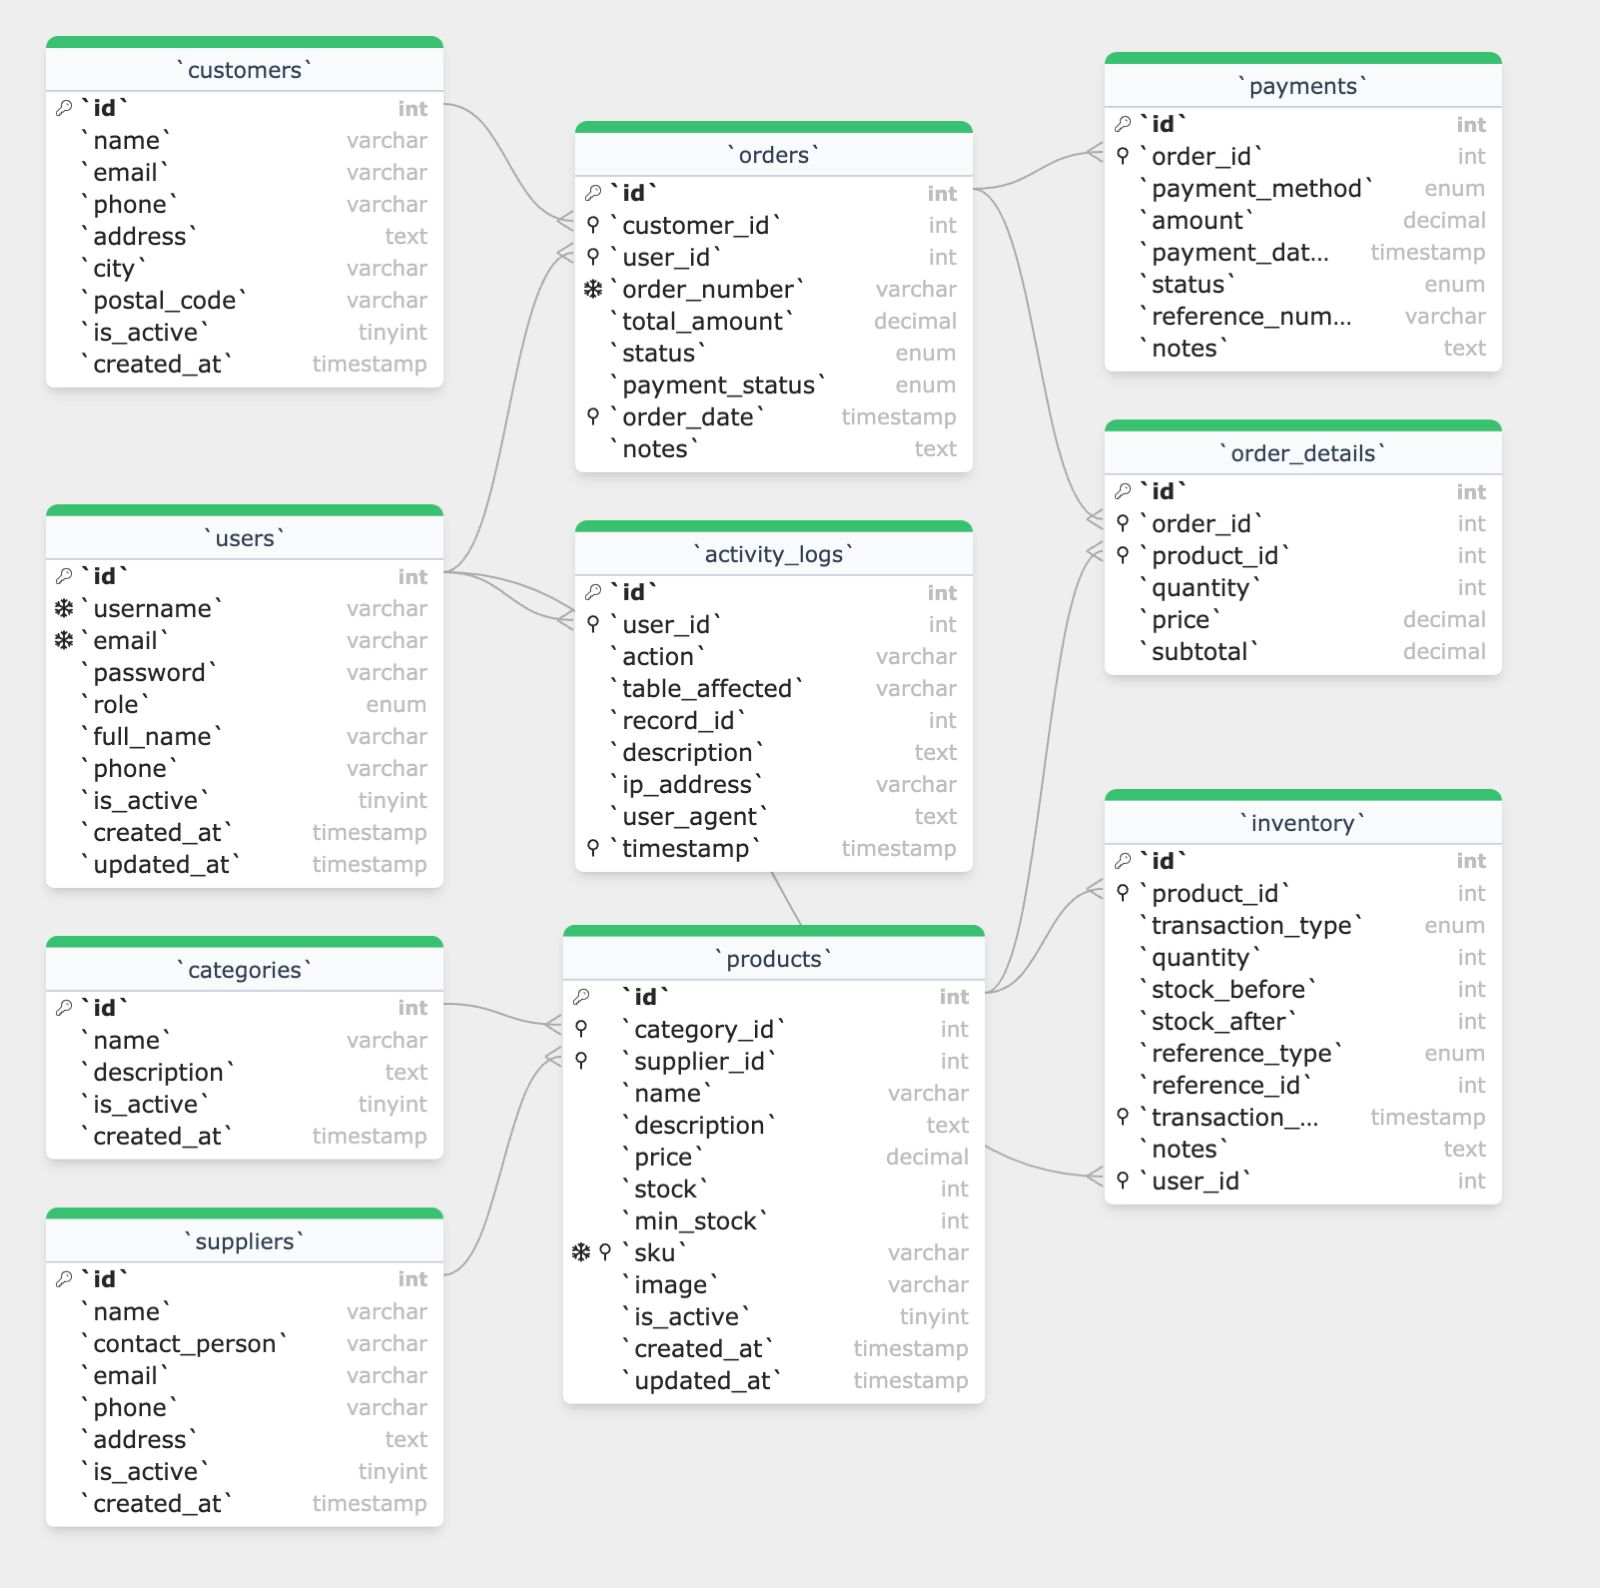 `customers`
`id` int
`name` varchar
`email` varchar
`phone` varchar
`address` text
`city` varchar
`postal_code` varchar
`is_active` tinyint
`created_at` timestamp
`users`
`id` int
`username` varchar
`email` varchar
`password` varchar
`role` enum
`full_name` varchar
`phone` varchar
`is_active` tinyint
`created_at` timestamp
`updated_at` timestamp
`categories`
`id` int
`name` varchar
`description` text
`is_active` tinyint
`created_at` timestamp
`suppliers`
`id` int
`name` varchar
`contact_person` varchar
`email` varchar
`phone` varchar
`address` text
`is_active` tinyint
`created_at` timestamp
`orders`
`id` int
`customer_id` int
`user_id` int
`order_number` varchar
`total_amount` decimal
`status` enum
`payment_status` enum
`order_date` timestamp
`notes` text
`activity_logs`
`id` int
`user_id` int
`action` varchar
`table_affected` varchar
`record_id` int
`description` text
`ip_address` varchar
`user_agent` text
`timestamp` timestamp
`products`
`id` int
`category_id` int
`supplier_id` int
`name` varchar
`description` text
`price` decimal
`stock` int
`min_stock` int
`sku` varchar
`image` varchar
`is_active` tinyint
`created_at` timestamp
`updated_at` timestamp
`payments`
`id` int
`order_id` int
`payment_method` enum
`amount` decimal
`payment_dat... timestamp
`status` enum
`reference_num... varchar
`notes` text
`order_details`
`id` int
`order_id` int
`product_id` int
`quantity` int
`price` decimal
`subtotal` decimal
`inventory`
`id` int
`product_id` int
`transaction_type` enum
`quantity` int
`stock_before` int
`stock_after` int
`reference_type` enum
`reference_id` int
`transaction_... timestamp
`notes` text
`user_id` int